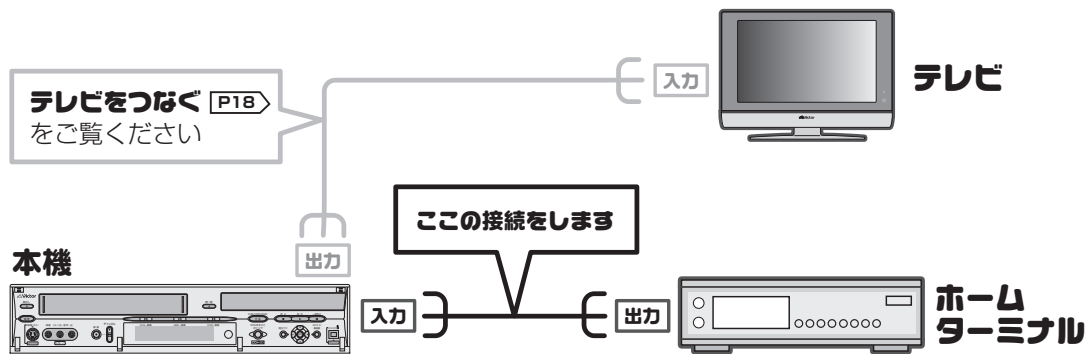 テレビをつなぐ P18
をご覧ください
入力
テレビ
ここの接続をします
出力
本機
Victor
入力
出力
ホーム
ターミナル